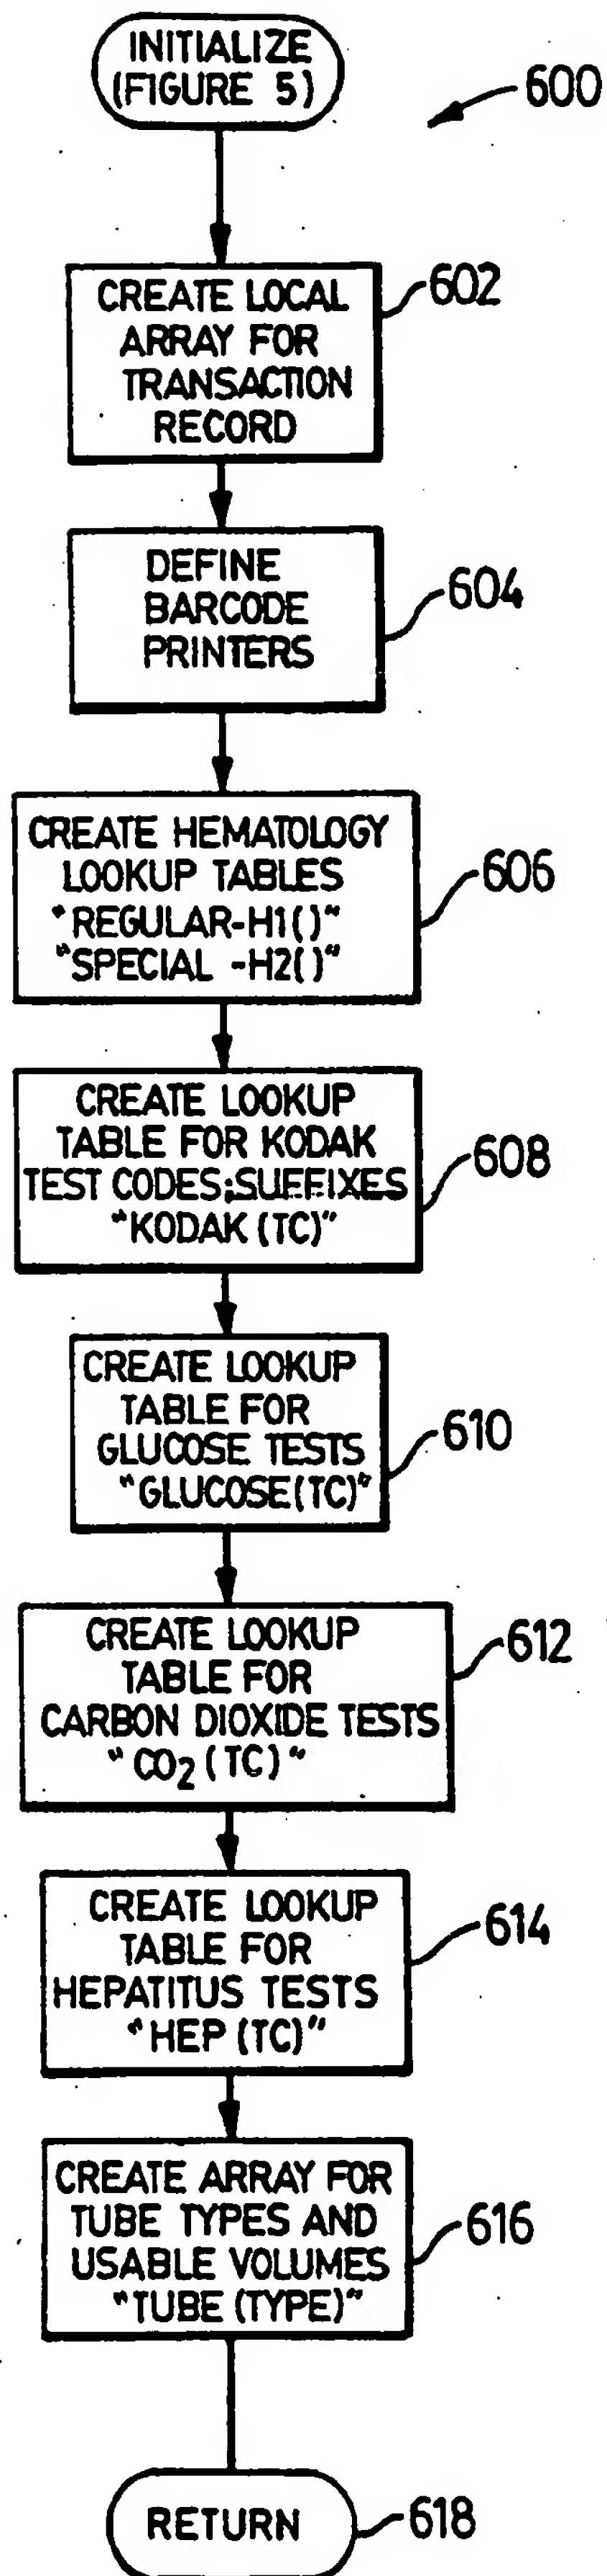 INITIALIZE
(FIGURE 5)
600
CREATE LOCAL
ARRAY FOR
TRANSACTION
RECORD
602
DEFINE
BARCODE
PRINTERS
604
CREATE HEMATOLOGY
LOOKUP TABLES
"REGULAR-H1()"
"SPECIAL -H2()"
606
CREATE LOOKUP
TABLE FOR KODAK
TEST CODES;SUFFIXES
"KODAK (TC)"
608
CREATE LOOKUP
TABLE FOR
GLUCOSE TESTS
"GLUCOSE(TC)"
610
CREATE LOOKUP
TABLE FOR
CARBON DIOXIDE TESTS
"CO₂ (TC) "
612
CREATE LOOKUP
TABLE FOR
HEPATITUS TESTS
"HEP (TC)"
614
CREATE ARRAY FOR
TUBE TYPES AND
USABLE VOLUMES
"TUBE (TYPE)"
616
RETURN
618